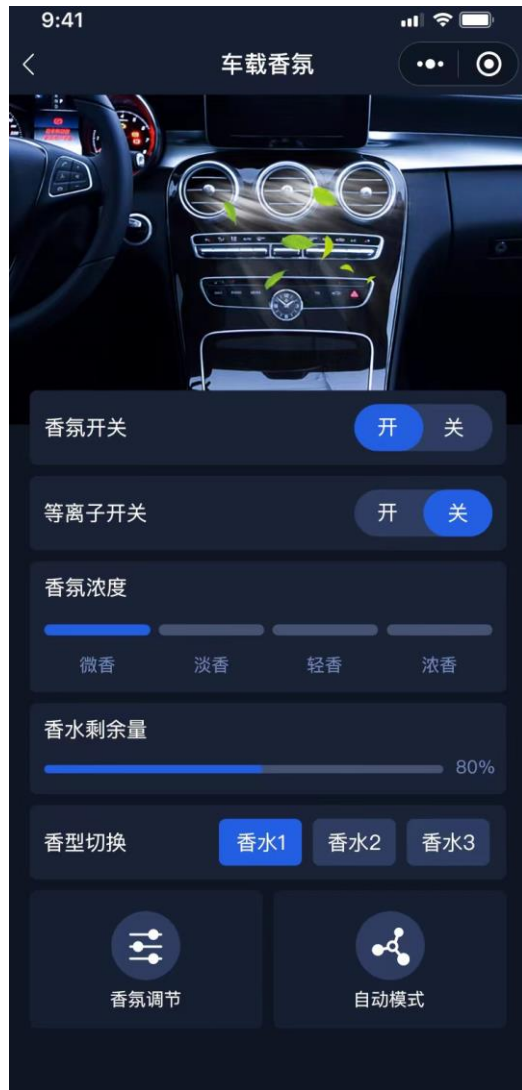 9:41
车载香氛
香氛开关 开 关
等离子开关 开 关
香氛浓度
微香 淡香 轻香 浓香
香水剩余量
80%
香型切换 香水1 香水2 香水3
香氛调节 自动模式